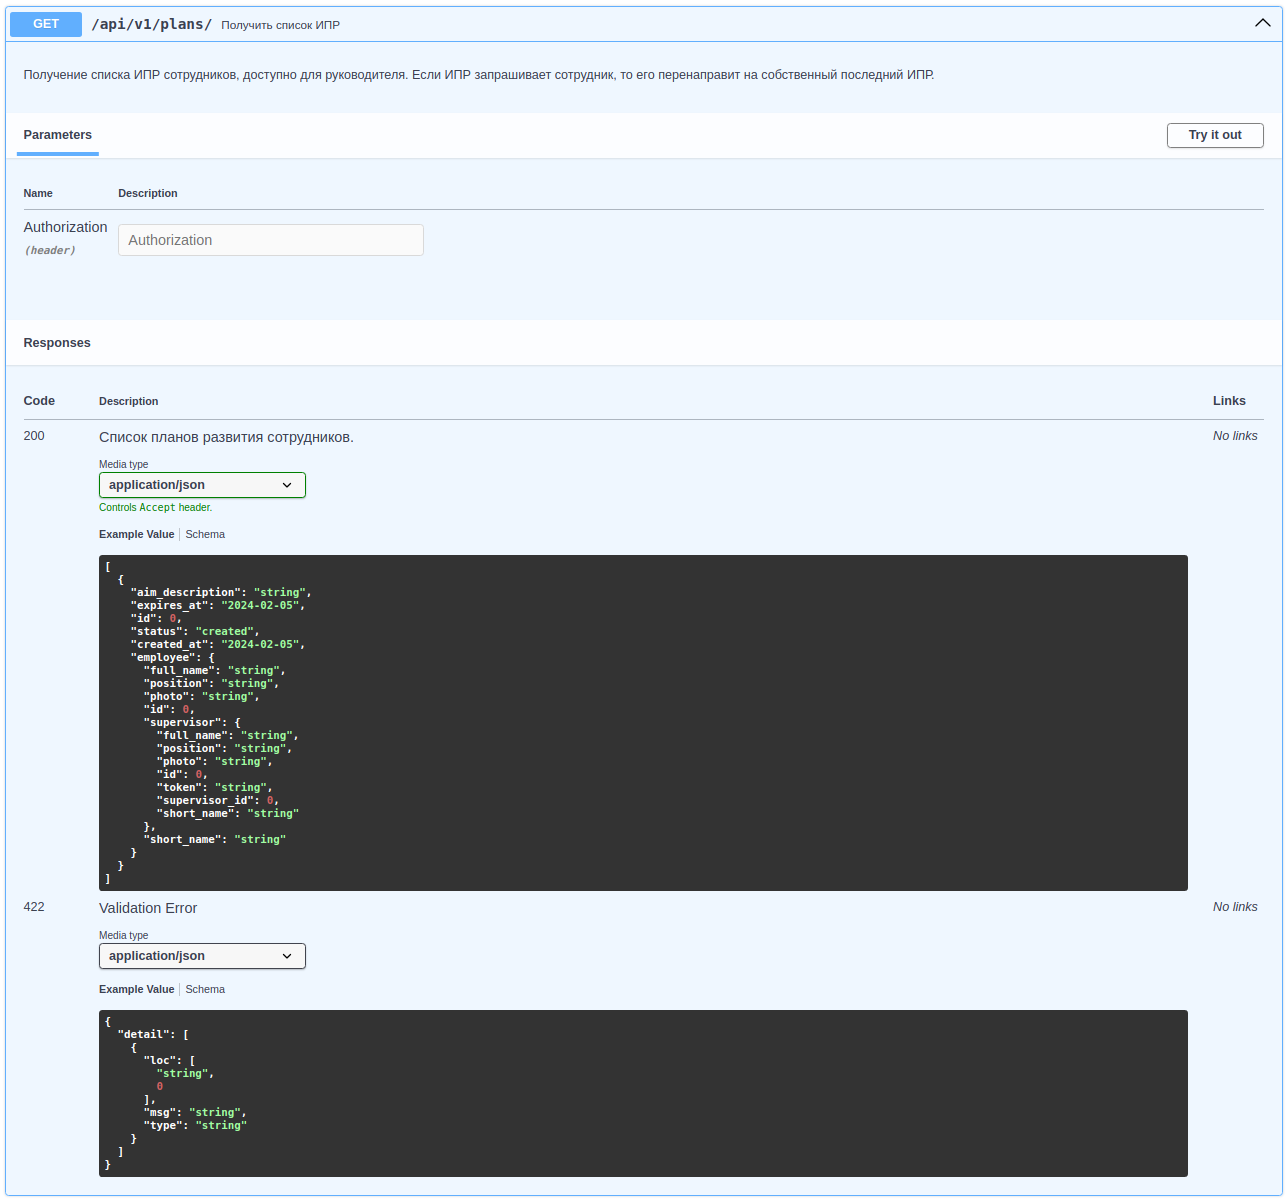 GET /api/v1/plans/ Получить список ИПР
Получение списка ИПР сотрудников, доступно для руководителя. Если ИПР запрашивает сотрудник, то его перенаправит на собственный последний ИПР.
Parameters Try it out
Name Description
Authorization Authorization
(header)
Responses
Code Description Links
200 Список планов развития сотрудников. No links
Media type
application/json
Controls Accept header.
Example Value Schema
[
{
"aim_description": "string",
"expires_at": "2024-02-05",
"id": 0,
"status": "created",
"created_at": "2024-02-05",
"employee": {
"full_name": "string",
"position": "string",
"photo": "string",
"id": 0,
"supervisor": {
"full_name": "string",
"position": "string",
"photo": "string",
"id": 0,
"token": "string",
"supervisor_id": 0,
"short_name": "string"
},
"short_name": "string"
}
}
]
422 Validation Error No links
Media type
application/json
Example Value Schema
{
"detail": [
{
"loc": [
"string",
0
],
"msg": "string",
"type": "string"
}
]
}